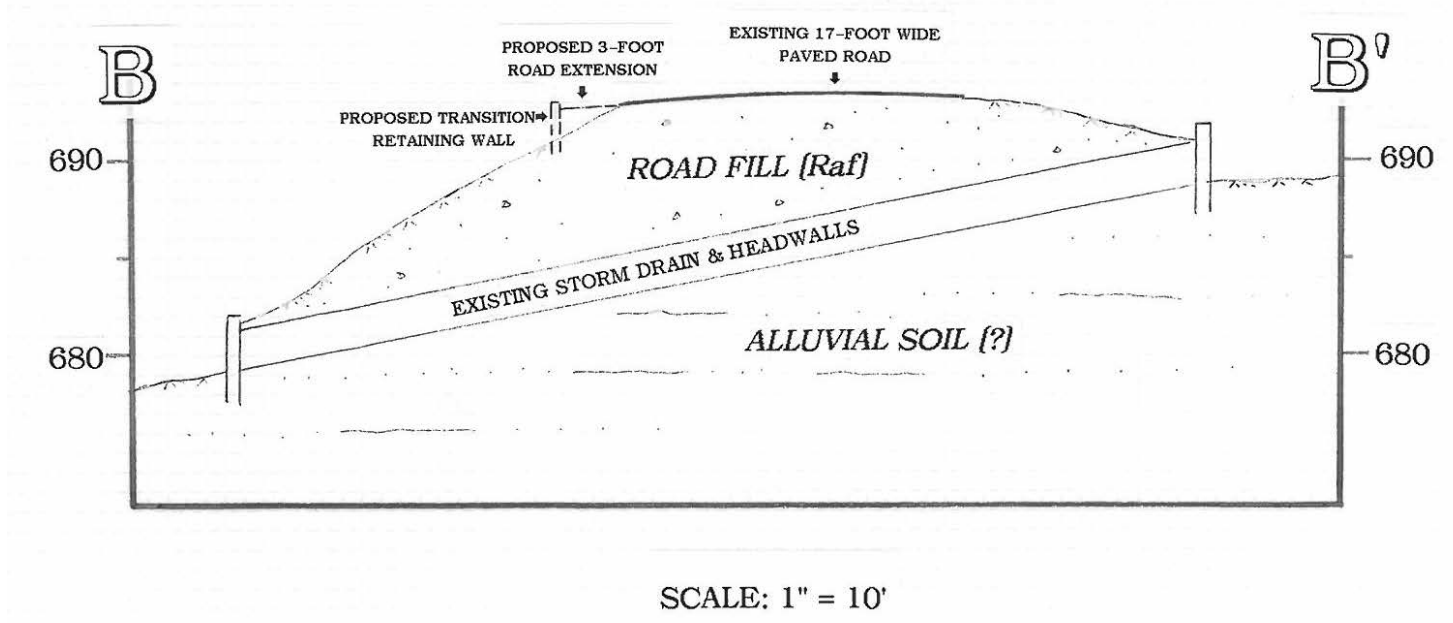 B
B'
PROPOSED 3-FOOT
ROAD EXTENSION
EXISTING 17-FOOT WIDE
PAVED ROAD
PROPOSED TRANSITION
RETAINING WALL
690
690
ROAD FILL (Raf)
EXISTING STORM DRAIN & HEADWALLS
ALLUVIAL SOIL (?)
680
680
SCALE: 1" = 10'